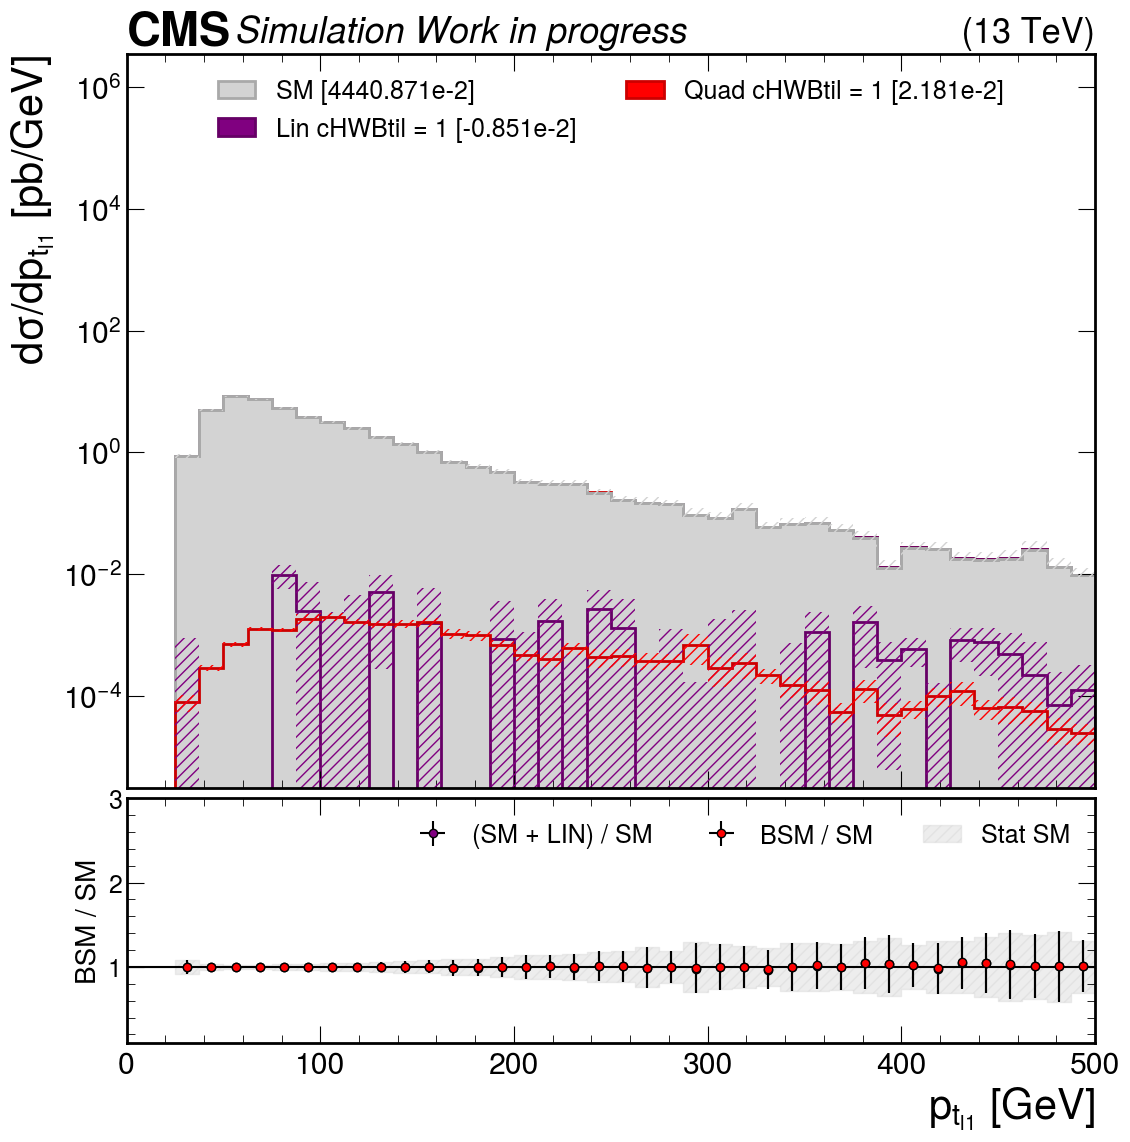 CMS Simulation Work in progress (13 TeV)
SM [4440.871e-2]
Quad cHWBtil = 1 [2.181e-2]
Lin cHWBtil = 1 [-0.851e-2]
dσ/dp_{t_{l1}} [pb/GeV]
10^6
10^4
10^2
10^0
10^{-2}
10^{-4}
(SM + LIN) / SM
BSM / SM
Stat SM
BSM / SM
3
2
1
0 100 200 300 400 500
p_{t_{l1}} [GeV]